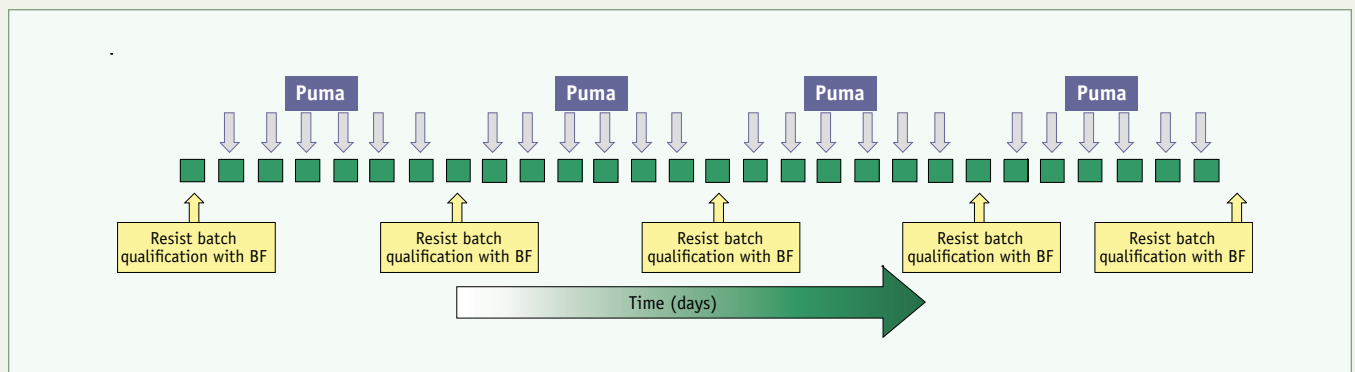 Puma
Puma
Puma
Puma
Resist batch
qualification with BF
Resist batch
qualification with BF
Resist batch
qualification with BF
Resist batch
qualification with BF
Resist batch
qualification with BF
Time (days)